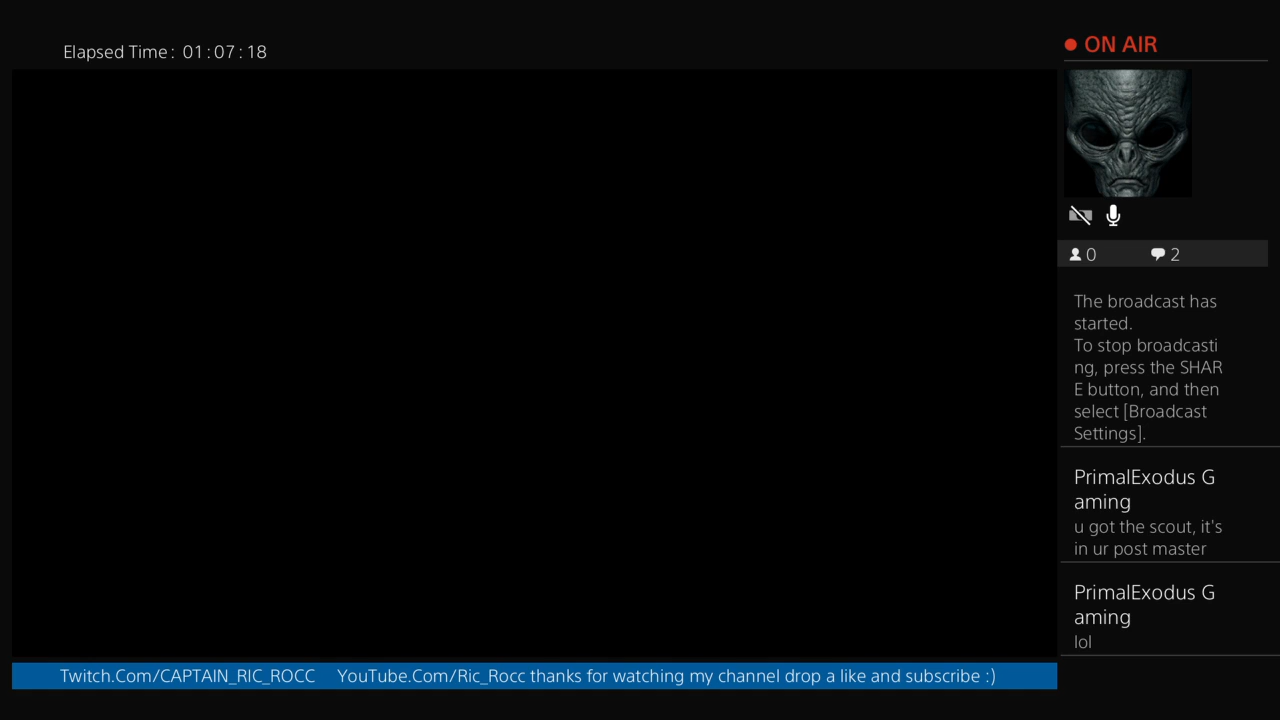 Elapsed Time: 01:07:18
ON AIR
0 2
The broadcast has
started.
To stop broadcasti
ng, press the SHAR
E button, and then
select [Broadcast
Settings].
PrimalExodus G
aming
u got the scout, it's
in ur post master
PrimalExodus G
aming
lol
Twitch.Com/CAPTAIN_RIC_ROCC YouTube.Com/Ric_Rocc thanks for watching my channel drop a like and subscribe :)